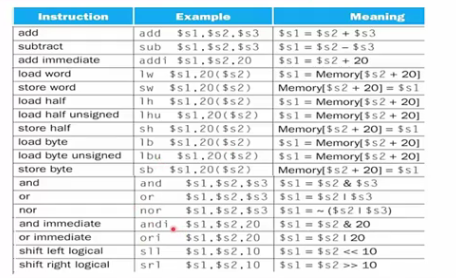 Instruction Example Meaning
add add $s1,$s2,$s3 $s1 = $s2 + $s3
subtract sub $s1,$s2,$s3 $s1 = $s2 – $s3
add immediate addi $s1,$s2,20 $s1 = $s2 + 20
load word lw $s1,20($s2) $s1 = Memory[$s2 + 20]
store word sw $s1,20($s2) Memory[$s2 + 20] = $s1
load half lh $s1,20($s2) $s1 = Memory[$s2 + 20]
load half unsigned lhu $s1,20($s2) $s1 = Memory[$s2 + 20]
store half sh $s1,20($s2) Memory[$s2 + 20] = $s1
load byte lb $s1,20($s2) $s1 = Memory[$s2 + 20]
load byte unsigned lbu $s1,20($s2) $s1 = Memory[$s2 + 20]
store byte sb $s1,20($s2) Memory[$s2 + 20] = $s1
and and $s1,$s2,$s3 $s1 = $s2 & $s3
or or $s1,$s2,$s3 $s1 = $s2 | $s3
nor nor $s1,$s2,$s3 $s1 = ~ ($s2 | $s3)
and immediate andi $s1,$s2,20 $s1 = $s2 & 20
or immediate ori $s1,$s2,20 $s1 = $s2 | 20
shift left logical sll $s1,$s2,10 $s1 = $s2 << 10
shift right logical srl $s1,$s2,10 $s1 = $s2 >> 10